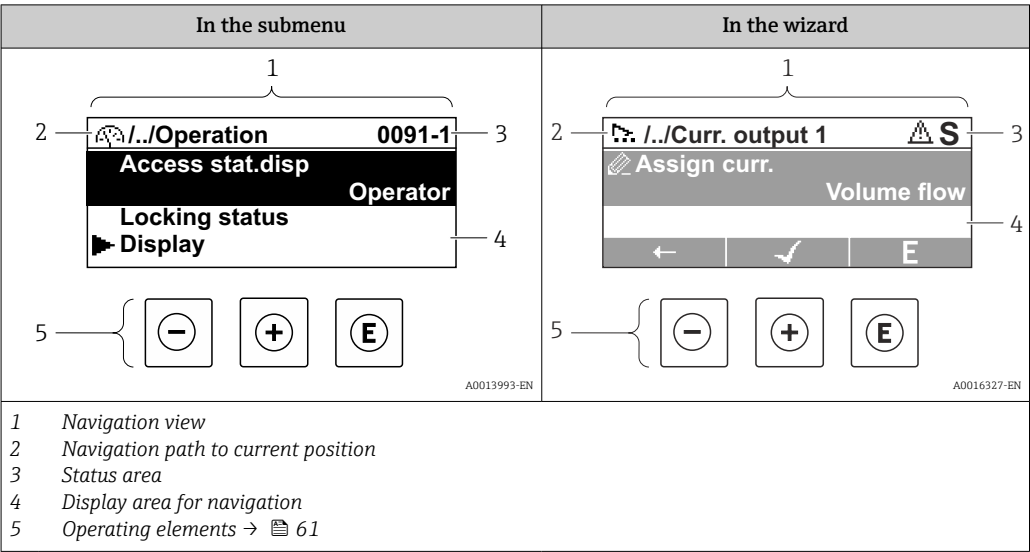 In the submenu
In the wizard
1
2
/../Operation 0091-1
3
Access stat.disp
Operator
Locking status
Display
4
5
- + E
A0013993-EN
1
2
/../Curr. output 1 S
3
Assign curr.
Volume flow
4
← ✓ E
5
- + E
A0016327-EN
1 Navigation view
2 Navigation path to current position
3 Status area
4 Display area for navigation
5 Operating elements → 61